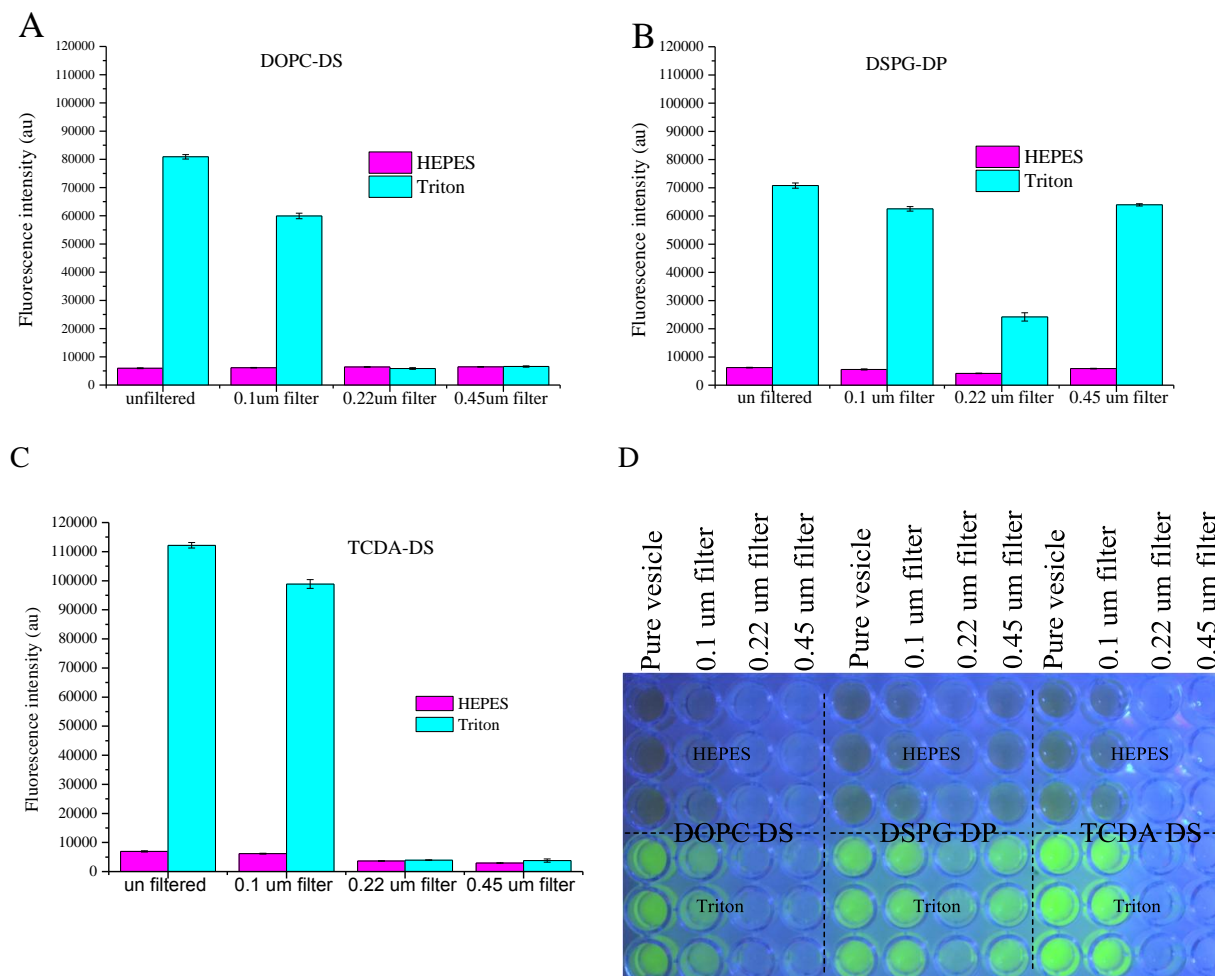 A
DOPC-DS
Fluorescence intensity (au)
120000
110000
100000
90000
80000
70000
60000
50000
40000
30000
20000
10000
0
HEPES
Triton
unfiltered 0.1um filter 0.22um filter 0.45um filter
B
DSPG-DP
Fluorescence intensity (au)
120000
110000
100000
90000
80000
70000
60000
50000
40000
30000
20000
10000
0
HEPES
Triton
un filtered 0.1 um filter 0.22 um filter 0.45 um filter
C
TCDA-DS
Fluorescence intensity (au)
120000
110000
100000
90000
80000
70000
60000
50000
40000
30000
20000
10000
0
HEPES
Triton
un filtered 0.1 um filter 0.22 um filter 0.45 um filter
D
Pure vesicle
0.1 um filter
0.22 um filter
0.45 um filter
Pure vesicle
0.1 um filter
0.22 um filter
0.45 um filter
Pure vesicle
0.1 um filter
0.22 um filter
0.45 um filter
HEPES HEPES HEPES
DOPC DS DSPG DP TCDA DS
Triton Triton Triton